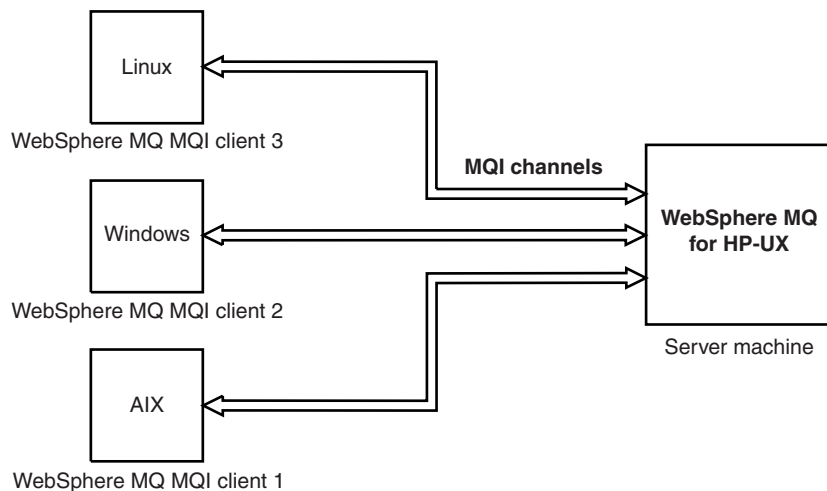 Linux
WebSphere MQ MQI client 3
MQI channels
Windows
WebSphere MQ MQI client 2
WebSphere MQ
for HP-UX
Server machine
AIX
WebSphere MQ MQI client 1